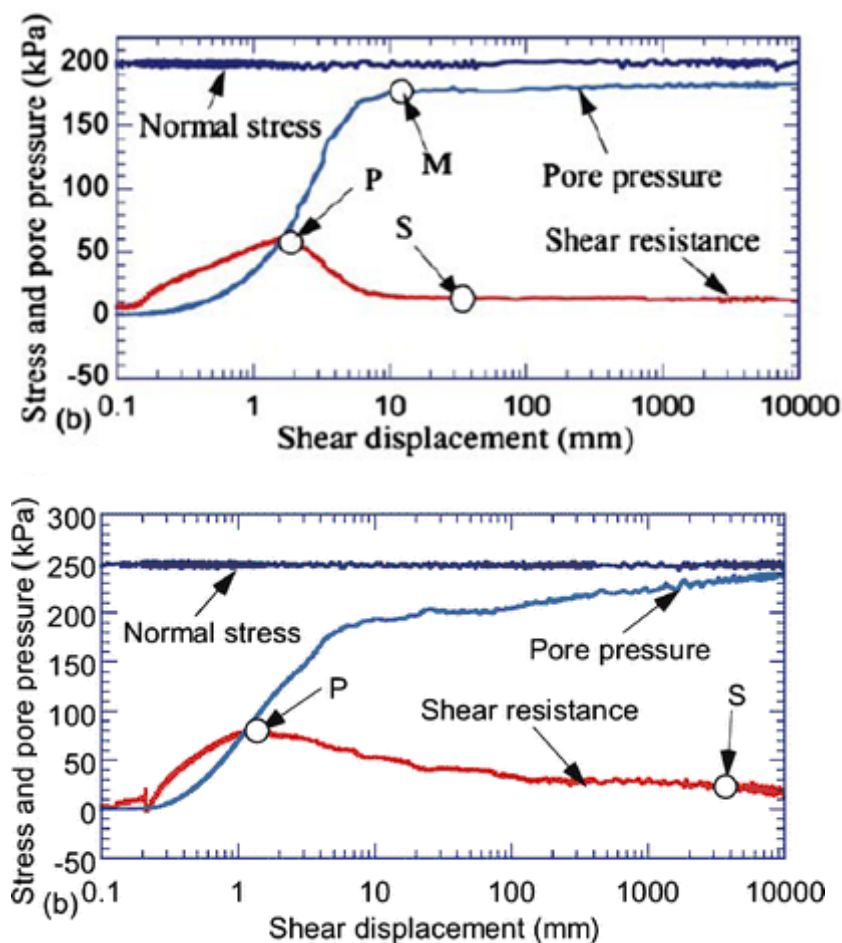 Stress and pore pressure (kPa)
200
150
100
50
0
-50
Normal stress
M
Pore pressure
P
S
Shear resistance
0.1
1
10
100
1000
10000
(b)
Shear displacement (mm)
Stress and pore pressure (kPa)
300
250
200
150
100
50
0
-50
Normal stress
Pore pressure
P
Shear resistance
S
0.1
1
10
100
1000
10000
(b)
Shear displacement (mm)